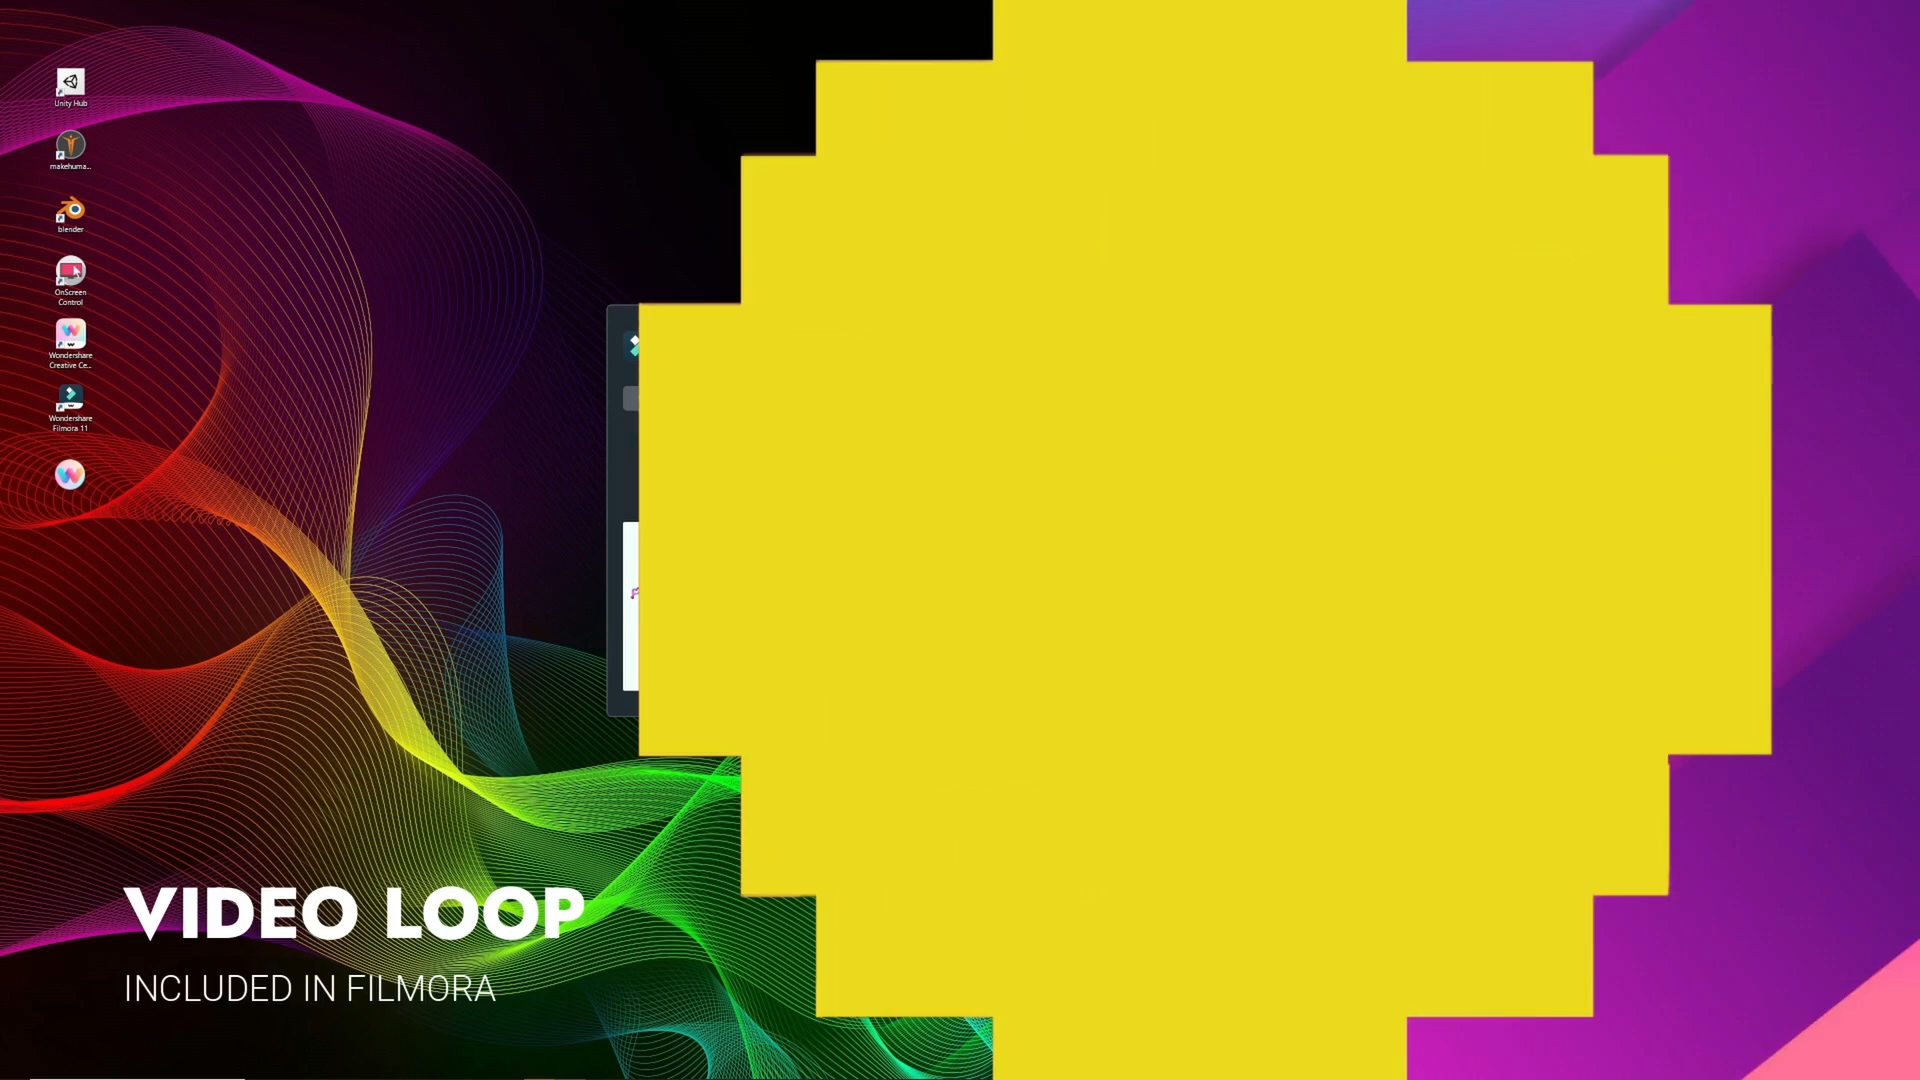 Unity Hub
makehuma...
blender
OnScreen
Control
Wondershare
Creative Ce...
Wondershare
Filmora 11
VIDEO LOOP
INCLUDED IN FILMORA